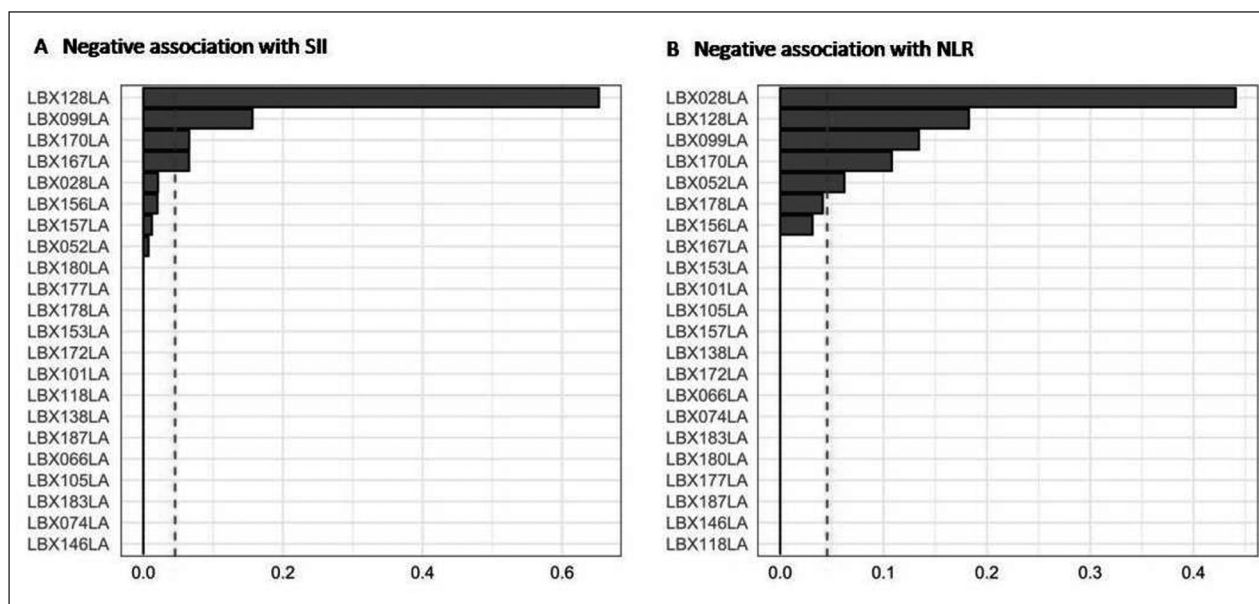 A Negative association with SII
LBX128LA
LBX099LA
LBX170LA
LBX167LA
LBX028LA
LBX156LA
LBX157LA
LBX052LA
LBX180LA
LBX177LA
LBX178LA
LBX153LA
LBX172LA
LBX101LA
LBX118LA
LBX138LA
LBX187LA
LBX066LA
LBX105LA
LBX183LA
LBX074LA
LBX146LA
0.0 0.2 0.4 0.6
B Negative association with NLR
LBX028LA
LBX128LA
LBX099LA
LBX170LA
LBX052LA
LBX178LA
LBX156LA
LBX167LA
LBX153LA
LBX101LA
LBX105LA
LBX157LA
LBX138LA
LBX172LA
LBX066LA
LBX074LA
LBX183LA
LBX180LA
LBX177LA
LBX187LA
LBX146LA
LBX118LA
0.0 0.1 0.2 0.3 0.4